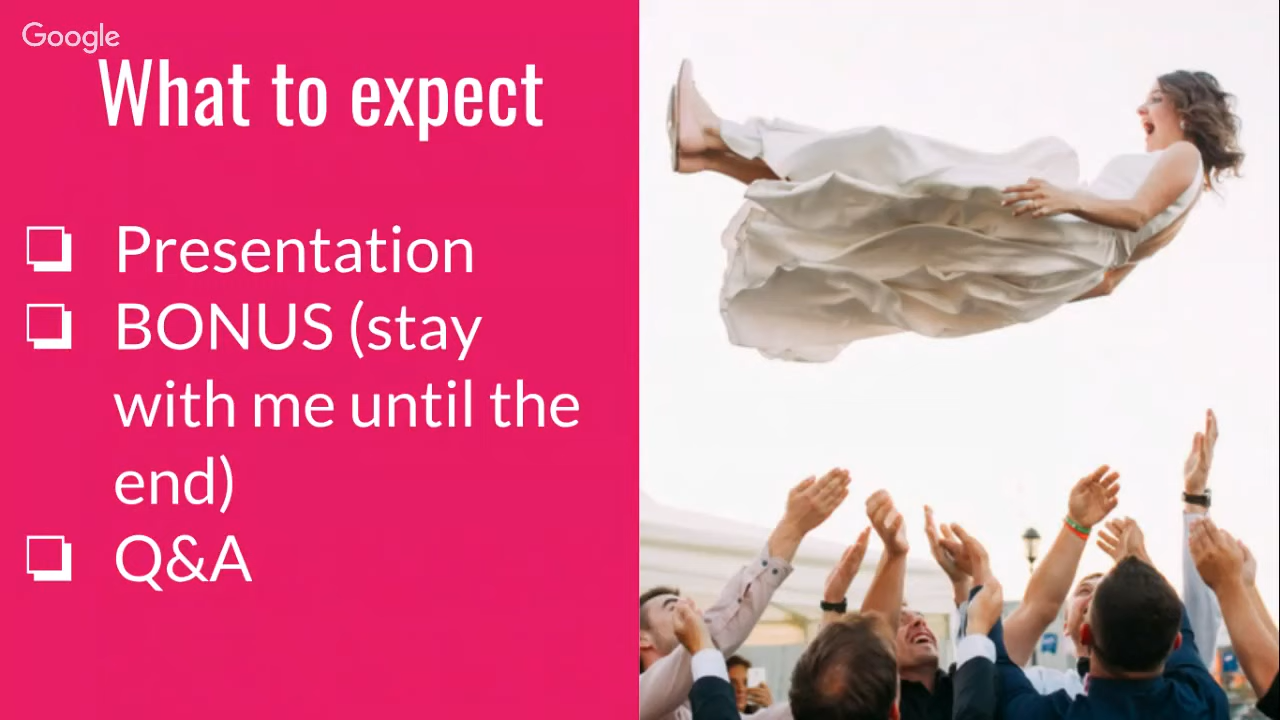 Google
What to expect
Presentation
BONUS (stay
with me until the
end)
Q&A